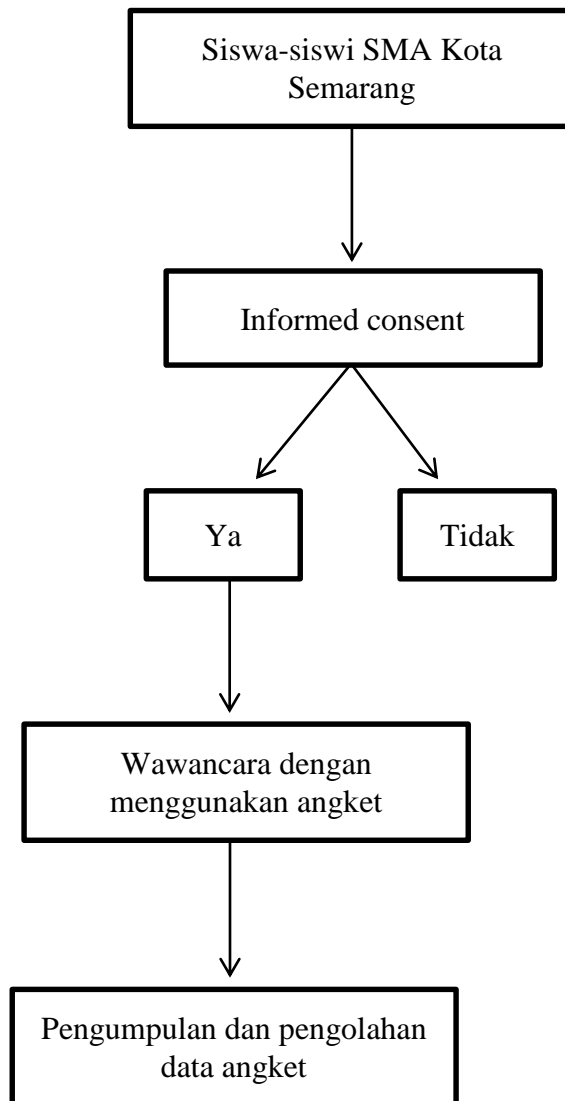 Siswa-siswi SMA Kota
Semarang
Informed consent
Ya
Tidak
Wawancara dengan
menggunakan angket
Pengumpulan dan pengolahan
data angket